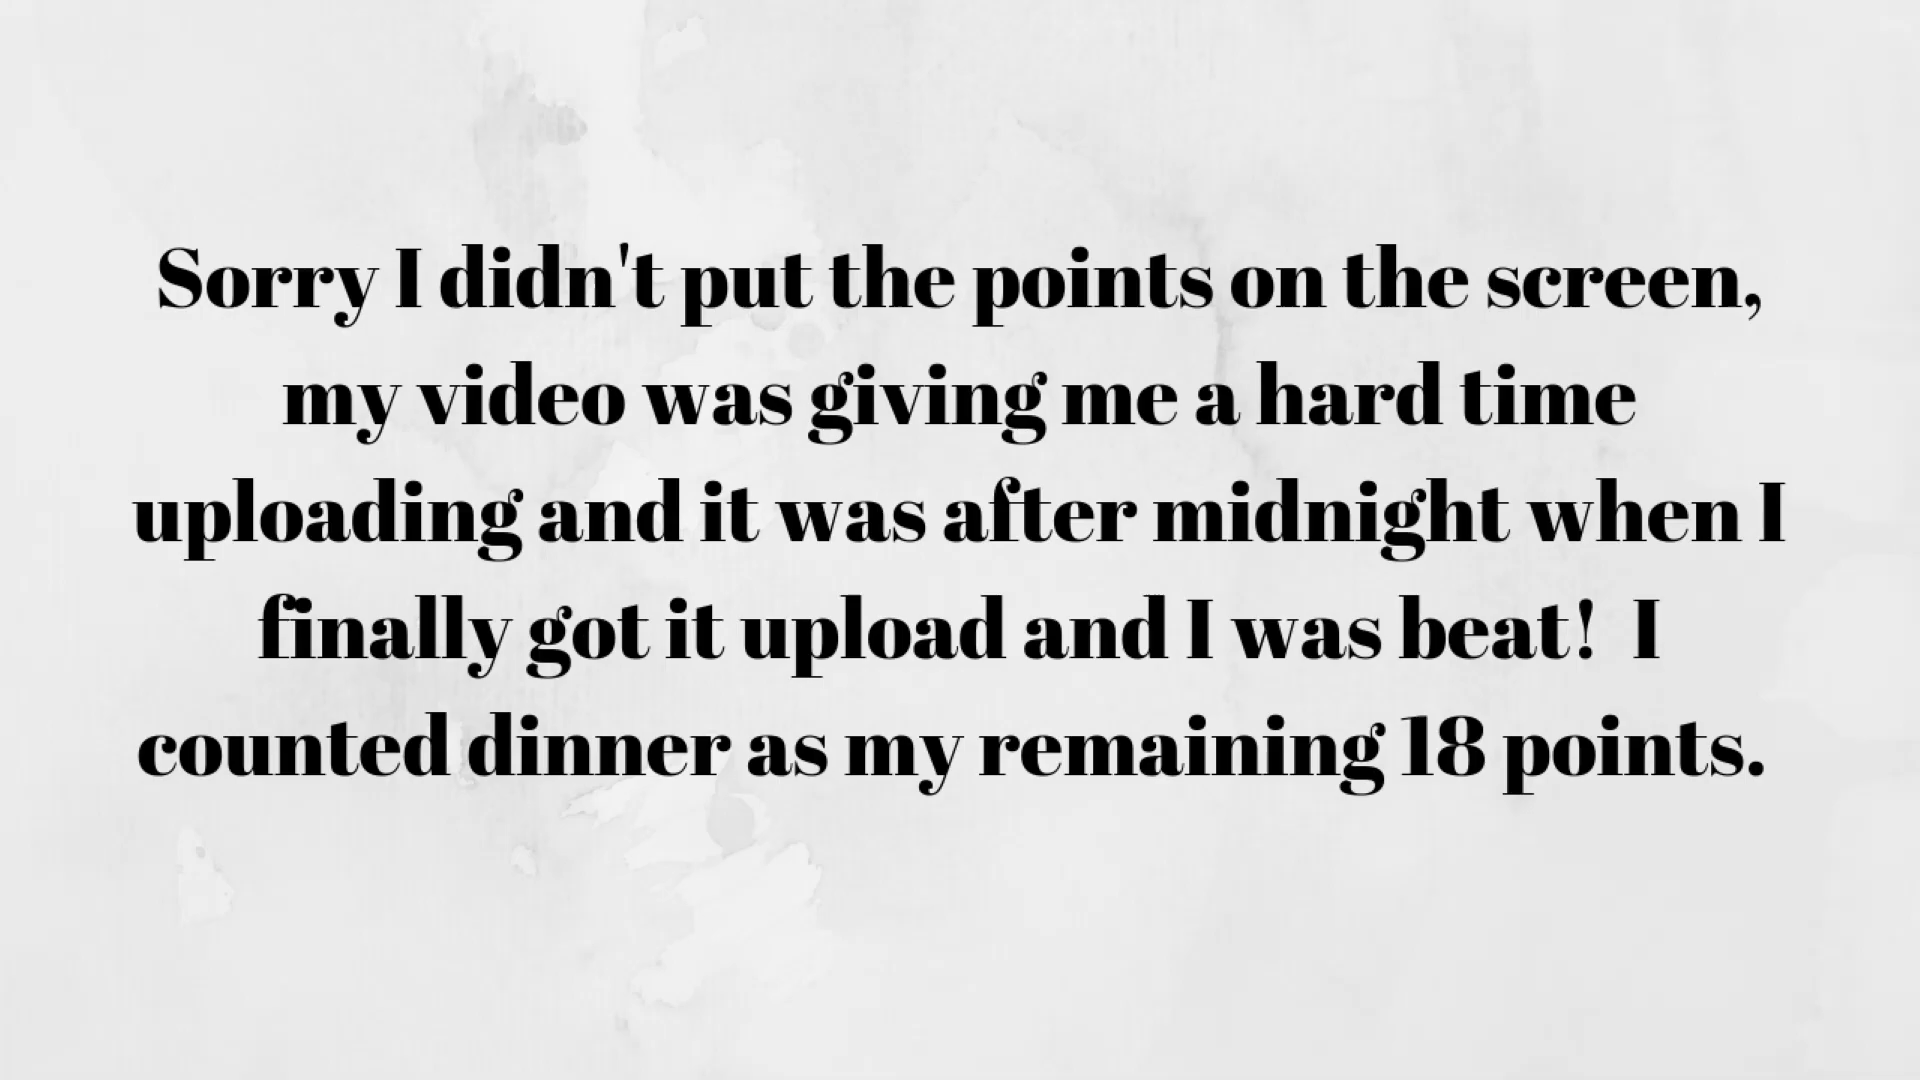 Sorry I didn't put the points on the screen,
my video was giving me a hard time
uploading and it was after midnight when I
finally got it upload and I was beat!  I
counted dinner as my remaining 18 points.